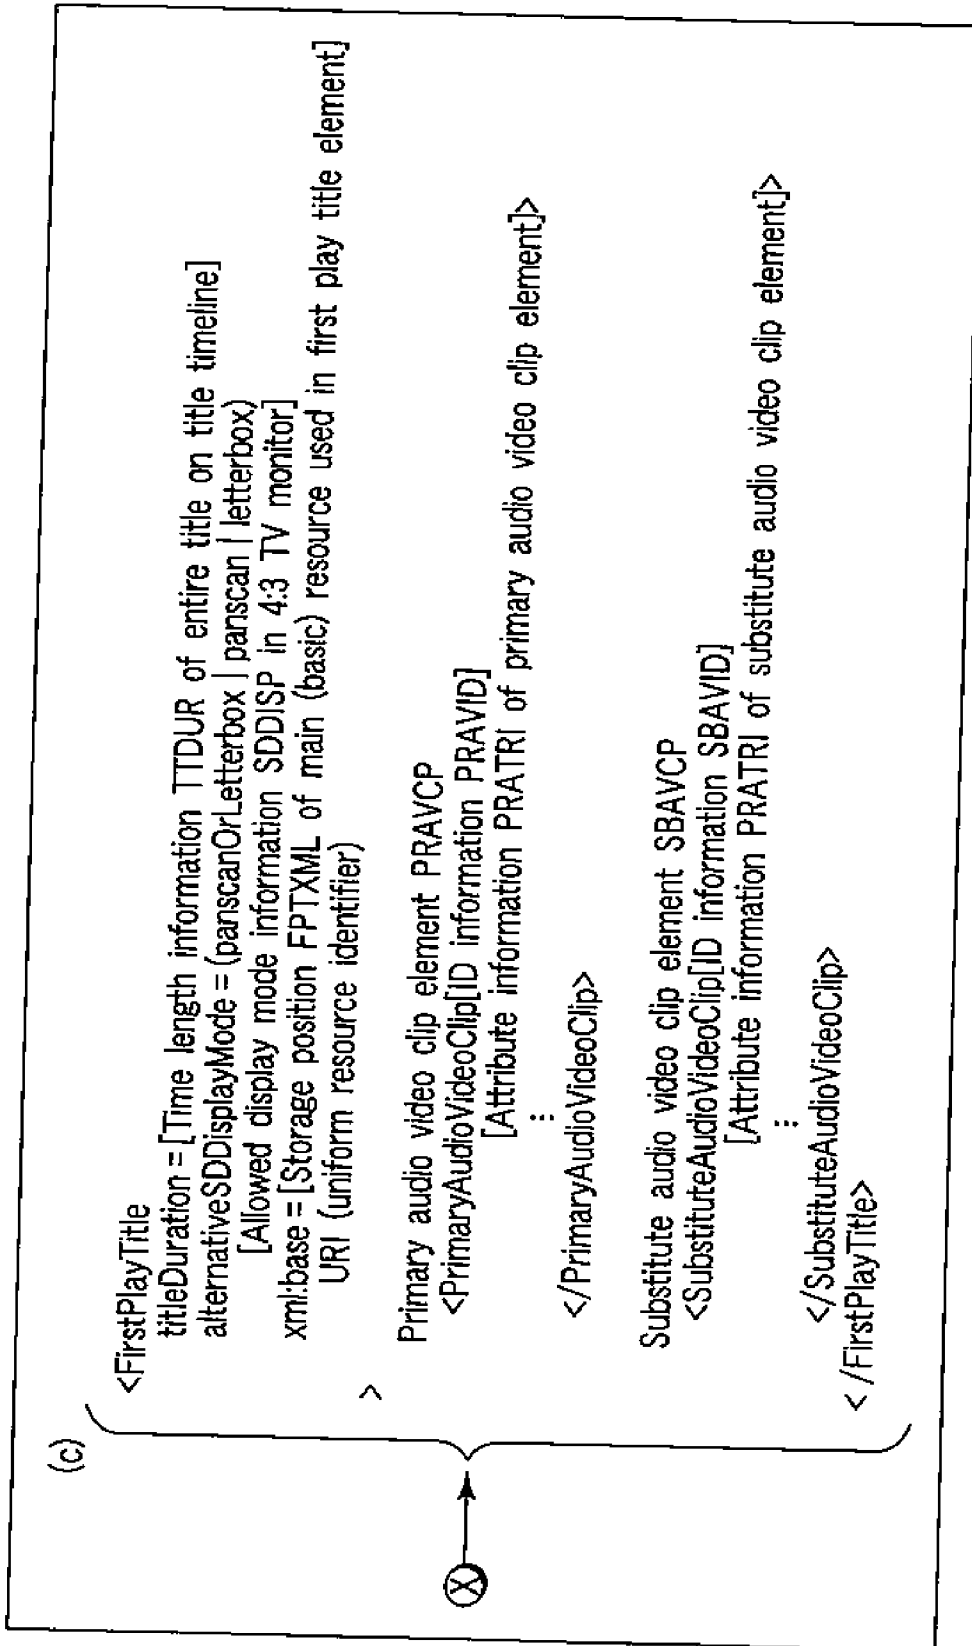 (c)
<FirstPlayTitle
titleDuration = [Time length information TTDUR of entire title on title timeline]
alternativeSDDisplayMode = (panscanOrLetterbox | panscan | letterbox)
[Allowed display mode information SDDISP in 4:3 TV monitor]
xml:base = [Storage position FPTXML of main (basic) resource used in first play title element]
URI (uniform resource identifier)
>
Primary audio video clip element PRAVCP
<PrimaryAudioVideoClip[ID information PRAVID]
[Attribute information PRATRI of primary audio video clip element]>
⋮
</PrimaryAudioVideoClip>
Substitute audio video clip element SBAVCP
<SubstituteAudioVideoClip[ID information SBAVID]
[Attribute information PRATRI of substitute audio video clip element]>
⋮
</SubstituteAudioVideoClip>
< /FirstPlayTitle>
X